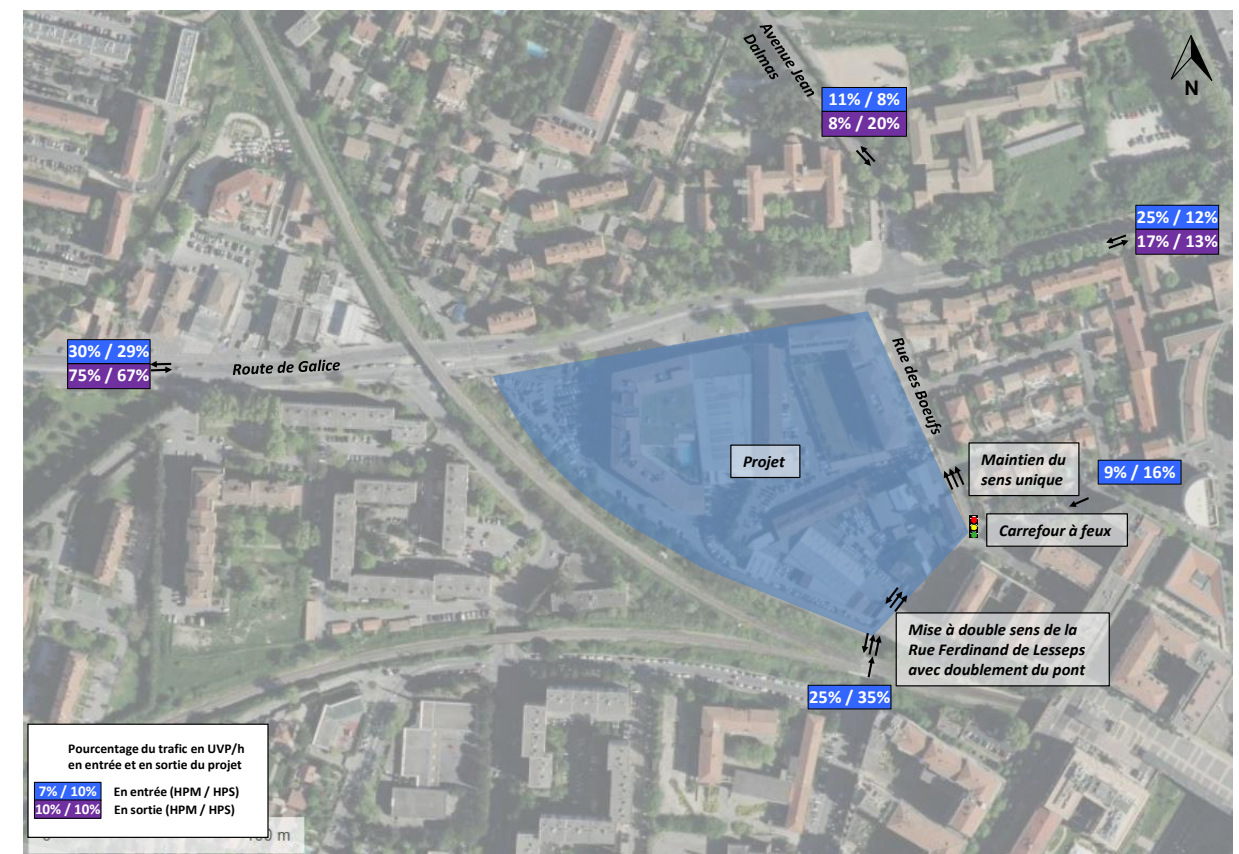 Avenue Jean
Dalmas
11% / 8%
8% / 20%
N
25% / 12%
17% / 13%
30% / 29%
75% / 67%
Route de Galice
Rue des Boeufs
Projet
Maintien du
sens unique
9% / 16%
Carrefour à feux
Mise à double sens de la
Rue Ferdinand de Lesseps
avec doublement du pont
25% / 35%
Pourcentage du trafic en UVP/h
en entrée et en sortie du projet
7% / 10% En entrée (HPM / HPS)
10% / 10% En sortie (HPM / HPS)
m